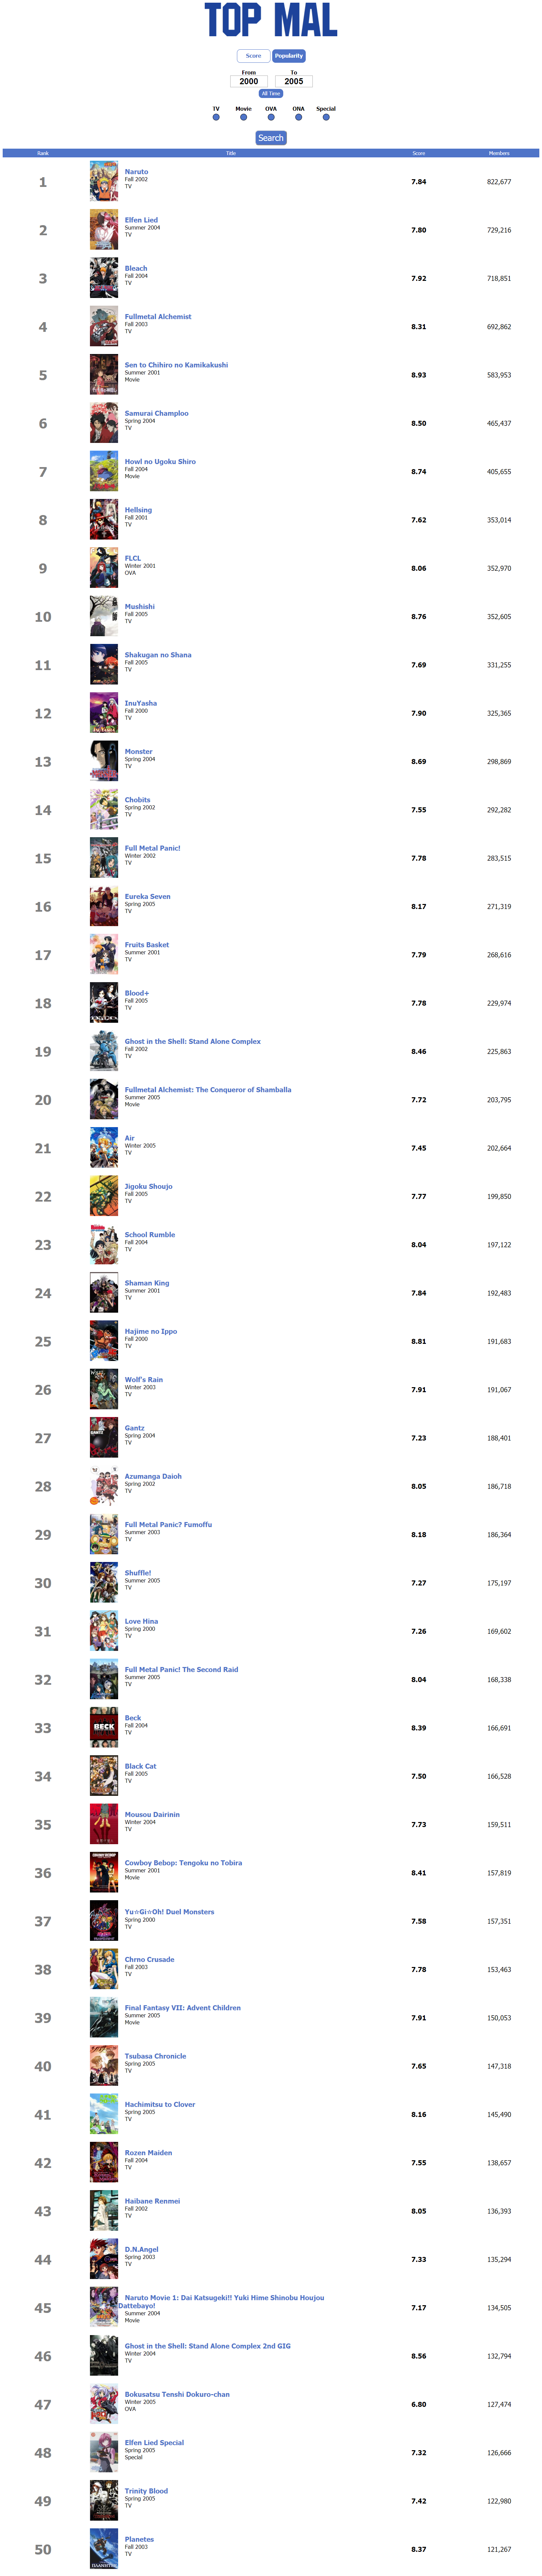 TOP MAL
Score Popularity
From To
2000 2005
All Time
TV Movie OVA ONA Special
Search
Rank Title Score Members
1 Naruto 7.84 822,677
Fall 2002
TV
2 Elfen Lied 7.80 729,216
Summer 2004
TV
3 Bleach 7.92 718,851
Fall 2004
TV
4 Fullmetal Alchemist 8.31 692,862
Fall 2003
TV
5 Sen to Chihiro no Kamikakushi 8.93 583,953
Summer 2001
Movie
6 Samurai Champloo 8.50 465,437
Spring 2004
TV
7 Howl no Ugoku Shiro 8.74 405,655
Fall 2004
Movie
8 Hellsing 7.62 353,014
Fall 2001
TV
9 FLCL 8.06 352,970
Winter 2001
OVA
10 Mushishi 8.76 352,605
Fall 2005
TV
11 Shakugan no Shana 7.69 331,255
Fall 2005
TV
12 InuYasha 7.90 325,365
Fall 2000
TV
13 Monster 8.69 298,869
Spring 2004
TV
14 Chobits 7.55 292,282
Spring 2002
TV
15 Full Metal Panic! 7.78 283,515
Winter 2002
TV
16 Eureka Seven 8.17 271,319
Spring 2005
TV
17 Fruits Basket 7.79 268,616
Summer 2001
TV
18 Blood+ 7.78 229,974
Fall 2005
TV
19 Ghost in the Shell: Stand Alone Complex 8.46 225,863
Fall 2002
TV
20 Fullmetal Alchemist: The Conqueror of Shamballa 7.72 203,795
Summer 2005
Movie
21 Air 7.45 202,664
Winter 2005
TV
22 Jigoku Shoujo 7.77 199,850
Fall 2005
TV
23 School Rumble 8.04 197,122
Fall 2004
TV
24 Shaman King 7.84 192,483
Summer 2001
TV
25 Hajime no Ippo 8.81 191,683
Fall 2000
TV
26 Wolf's Rain 7.91 191,067
Winter 2003
TV
27 Gantz 7.23 188,401
Spring 2004
TV
28 Azumanga Daioh 8.05 186,718
Spring 2002
TV
29 Full Metal Panic? Fumoffu 8.18 186,364
Summer 2003
TV
30 Shuffle! 7.27 175,197
Summer 2005
TV
31 Love Hina 7.26 169,602
Spring 2000
TV
32 Full Metal Panic! The Second Raid 8.04 168,338
Summer 2005
TV
33 Beck 8.39 166,691
Fall 2004
TV
34 Black Cat 7.50 166,528
Fall 2005
TV
35 Mousou Dairinin 7.73 159,511
Winter 2004
TV
36 Cowboy Bebop: Tengoku no Tobira 8.41 157,819
Summer 2001
Movie
37 Yu☆Gi☆Oh! Duel Monsters 7.58 157,351
Spring 2000
TV
38 Chrno Crusade 7.78 153,463
Fall 2003
TV
39 Final Fantasy VII: Advent Children 7.91 150,053
Summer 2005
Movie
40 Tsubasa Chronicle 7.65 147,318
Spring 2005
TV
41 Hachimitsu to Clover 8.16 145,490
Spring 2005
TV
42 Rozen Maiden 7.55 138,657
Fall 2004
TV
43 Haibane Renmei 8.05 136,393
Fall 2002
TV
44 D.N.Angel 7.33 135,294
Spring 2003
TV
45 Naruto Movie 1: Dai Katsugeki!! Yuki Hime Shinobu Houjou
Dattebayo! 7.17 134,505
Summer 2004
Movie
46 Ghost in the Shell: Stand Alone Complex 2nd GIG 8.56 132,794
Winter 2004
TV
47 Bokusatsu Tenshi Dokuro-chan 6.80 127,474
Winter 2005
OVA
48 Elfen Lied Special 7.32 126,666
Spring 2005
Special
49 Trinity Blood 7.42 122,980
Spring 2005
TV
50 Planetes 8.37 121,267
Fall 2003
TV